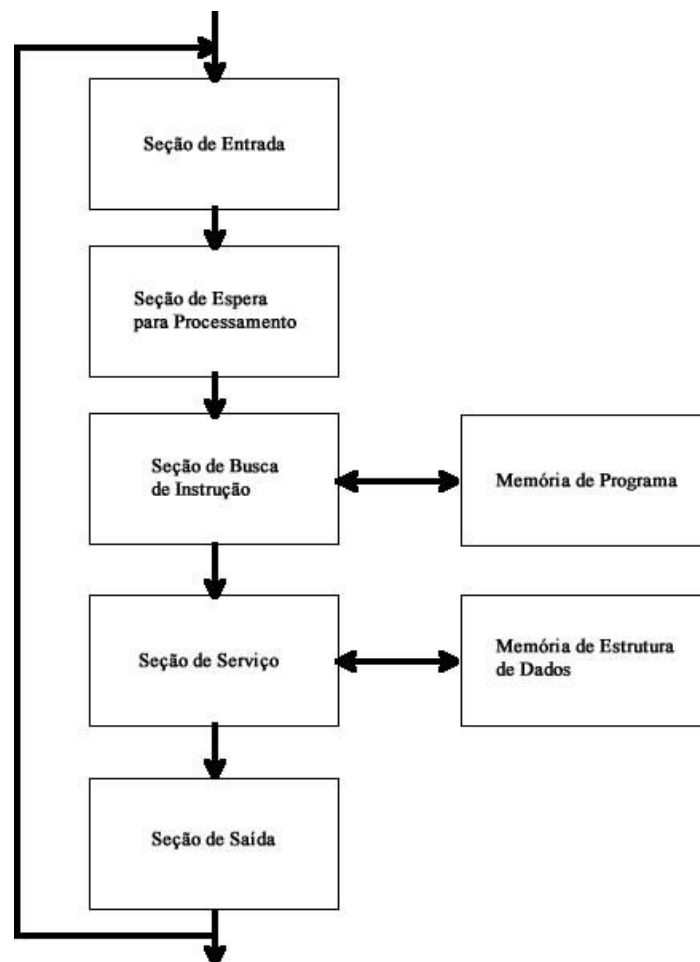 Seção de Entrada
Seção de Espera
para Processamento
Seção de Busca
de Instrução
Memória de Programa
Seção de Serviço
Memória de Estrutura
de Dados
Seção de Saída